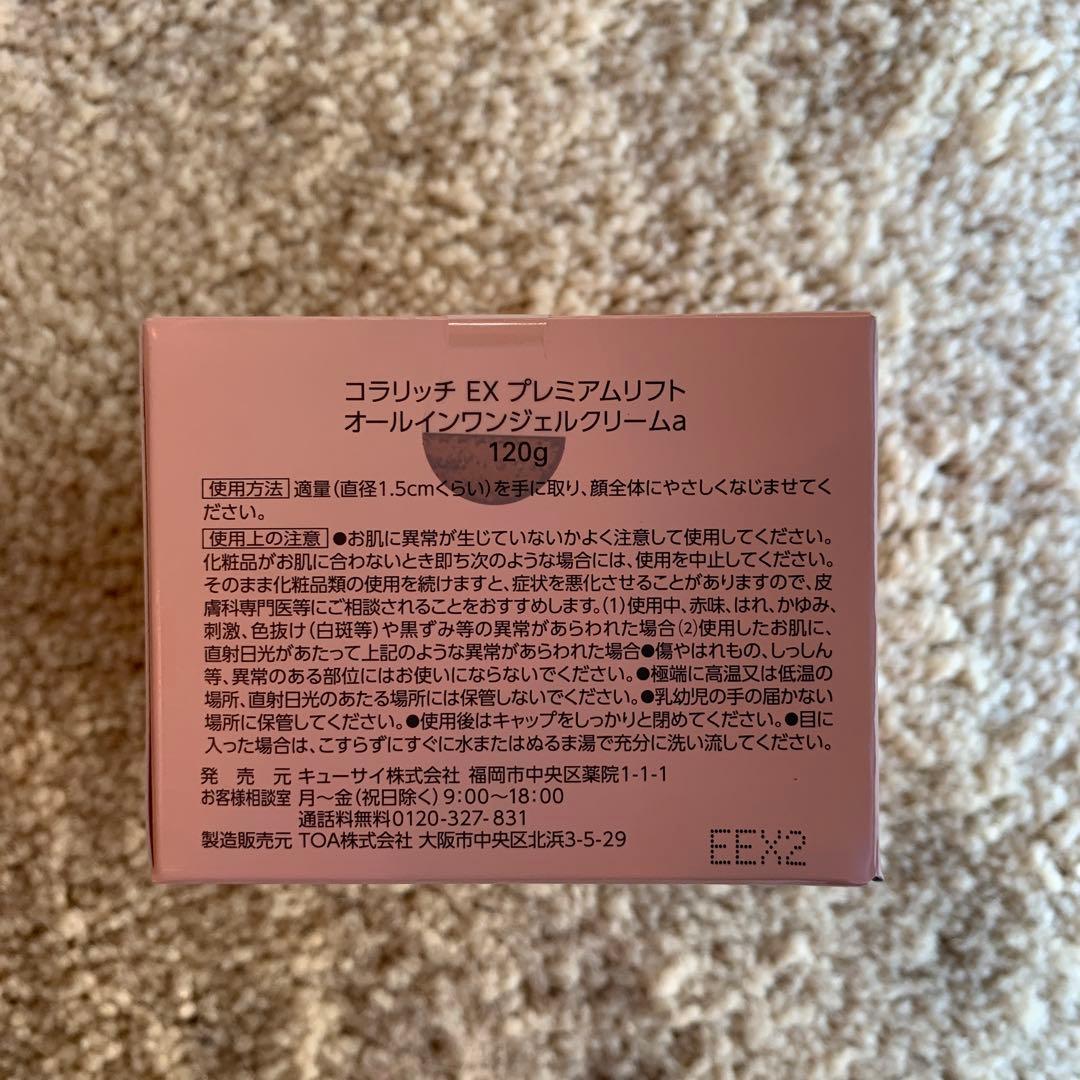 コラリッチ EX プレミアムリフト
オールインワンジェルクリームa
120g
使用方法 適量(直径1.5cmくらい)を手に取り、顔全体にやさしくなじませてく
ださい。
使用上の注意 ●お肌に異常が生じていないかよく注意して使用してください。
化粧品がお肌に合わないとき即ち次のような場合には、使用を中止してください。
そのまま化粧品類の使用を続けますと、症状を悪化させることがありますので、皮
膚科専門医等にご相談されることをおすすめします。(1)使用中、赤味、はれ、かゆみ、
刺激、色抜け(白斑等)や黒ずみ等の異常があらわれた場合(2)使用したお肌に、
直射日光があたって上記のような異常があらわれた場合●傷やはれもの、しっしん
等、異常のある部位にはお使いにならないでください。●極端に高温又は低温の
場所、直射日光のあたる場所には保管しないでください。●乳幼児の手の届かない
場所に保管してください。●使用後はキャップをしっかりと閉めてください。●目に
入った場合は、こすらずにすぐに水またはぬるま湯で充分に洗い流してください。
発売元 キューサイ株式会社 福岡市中央区薬院1-1-1
お客様相談室 月〜金(祝日除く)9:00〜18:00
通話料無料0120-327-831
製造販売元 TOA株式会社 大阪市中央区北浜3-5-29
EEX2